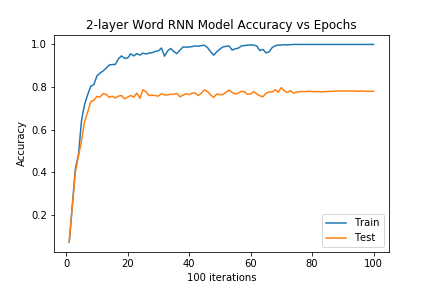 2-layer Word RNN Model Accuracy vs Epochs
1.0
0.8
0.6
0.4
0.2
Accuracy
0 20 40 60 80 100
100 iterations
Train
Test